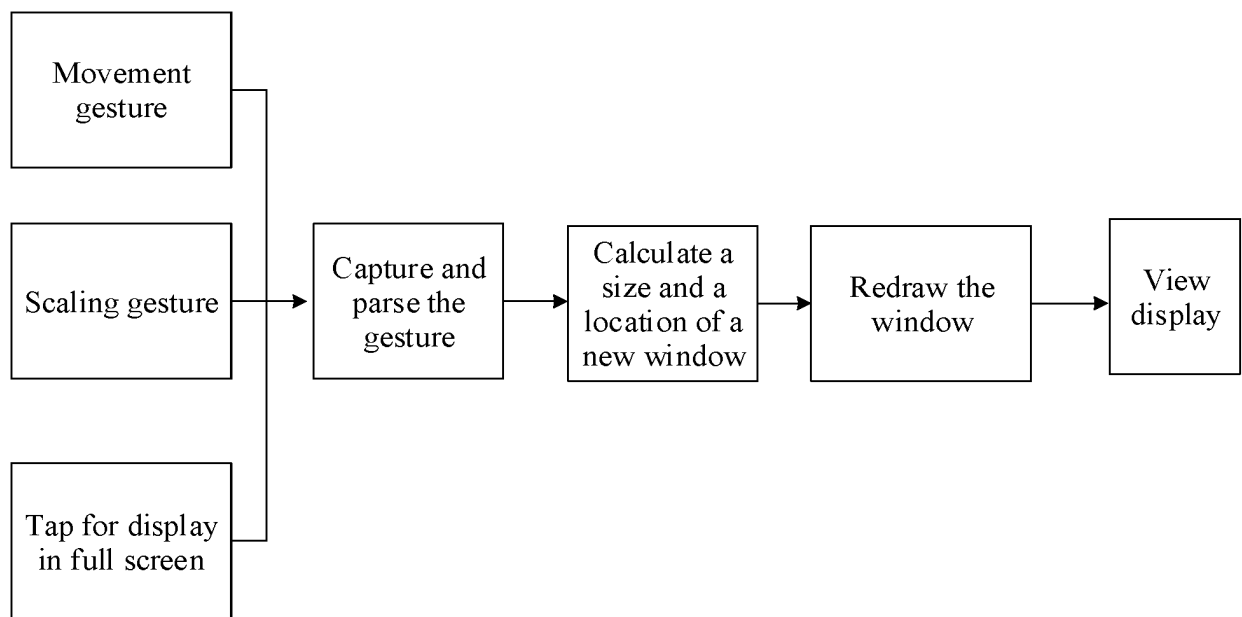 Movement
gesture
Scaling gesture
Tap for display
in full screen
Capture and
parse the
gesture
Calculate a
size and a
location of a
new window
Redraw the
window
View
display